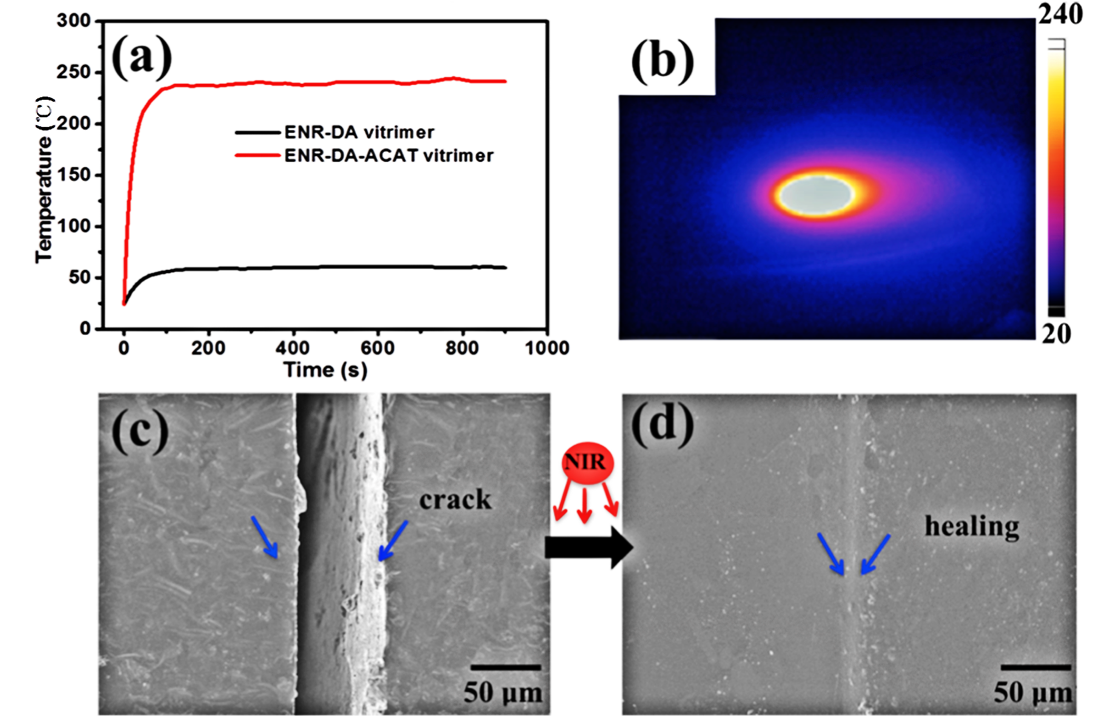 300
(a)
250
200
150
100
50
0
Temperature (℃)
ENR-DA vitrimer
ENR-DA-ACAT vitrimer
0 200 400 600 800 1000
Time (s)
(b)
240
20
(c)
crack
50 μm
NIR
(d)
healing
50 μm